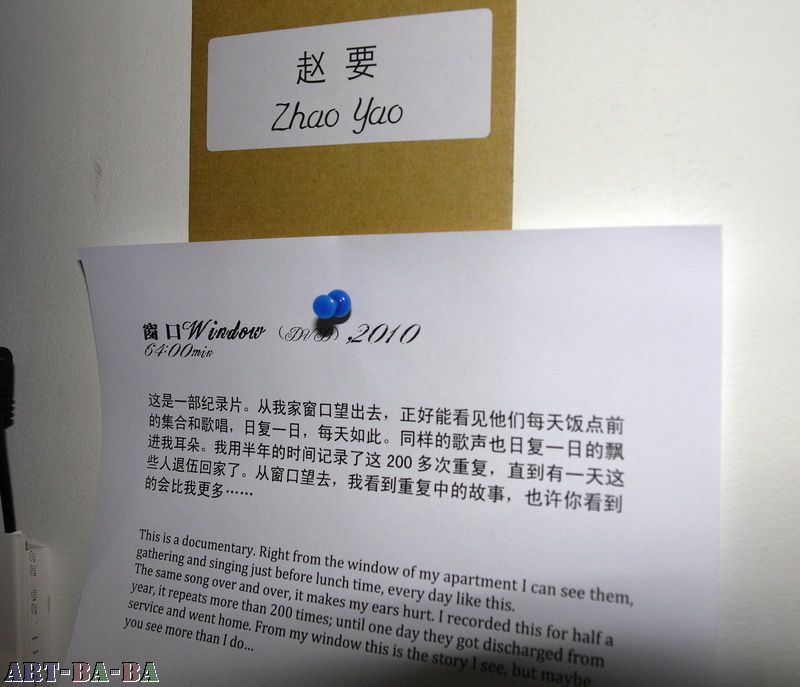 赵 要
Zhao Yao
窗 口Window (DVD) ,2010
64:00min
这是一部纪录片。从我家窗口望出去，正好能看见他们每天饭点前
的集合和歌唱，日复一日，每天如此。同样的歌声也日复一日的飘
进我耳朵。我用半年的时间记录了这 200 多次重复，直到有一天这
些人退伍回家了。从窗口望去，我看到重复中的故事，也许你看到
的会比我更多……
This is a documentary. Right from the window of my apartment I can see them,
gathering and singing just before lunch time, every day like this.
The same song over and over, it makes my ears hurt. I recorded this for half a
year, it repeats more than 200 times; until one day they got discharged from
service and went home. From my window this is the story I see, but maybe
you see more than I do...
ART-BA-BA